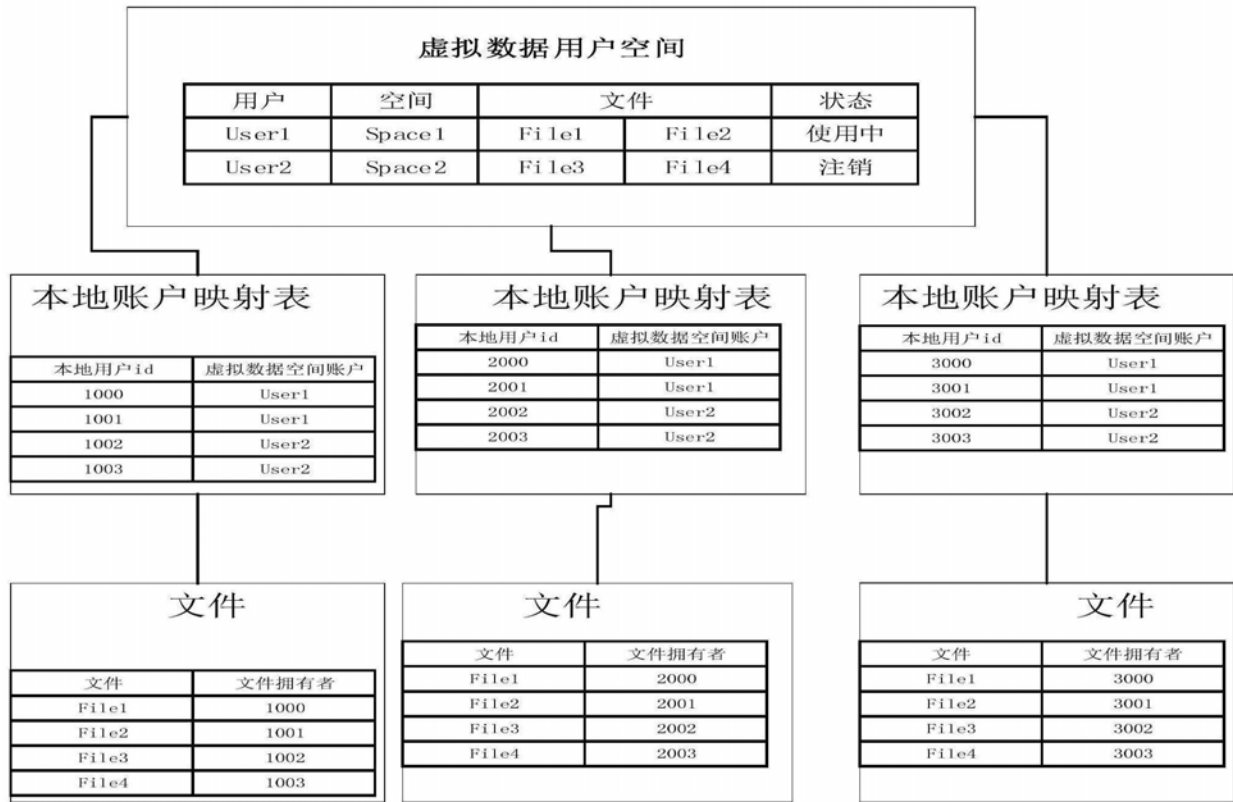 虚拟数据用户空间
用户 空间 文件 状态
User1 Space1 File1 File2 使用中
User2 Space2 File3 File4 注销
本地账户映射表
本地用户id 虚拟数据空间账户
1000 User1
1001 User1
1002 User2
1003 User2
本地账户映射表
本地用户id 虚拟数据空间账户
2000 User1
2001 User1
2002 User2
2003 User2
本地账户映射表
本地用户id 虚拟数据空间账户
3000 User1
3001 User1
3002 User2
3003 User2
文件
文件 文件拥有者
File1 1000
File2 1001
File3 1002
File4 1003
文件
文件 文件拥有者
File1 2000
File2 2001
File3 2002
File4 2003
文件
文件 文件拥有者
File1 3000
File2 3001
File3 3002
File4 3003